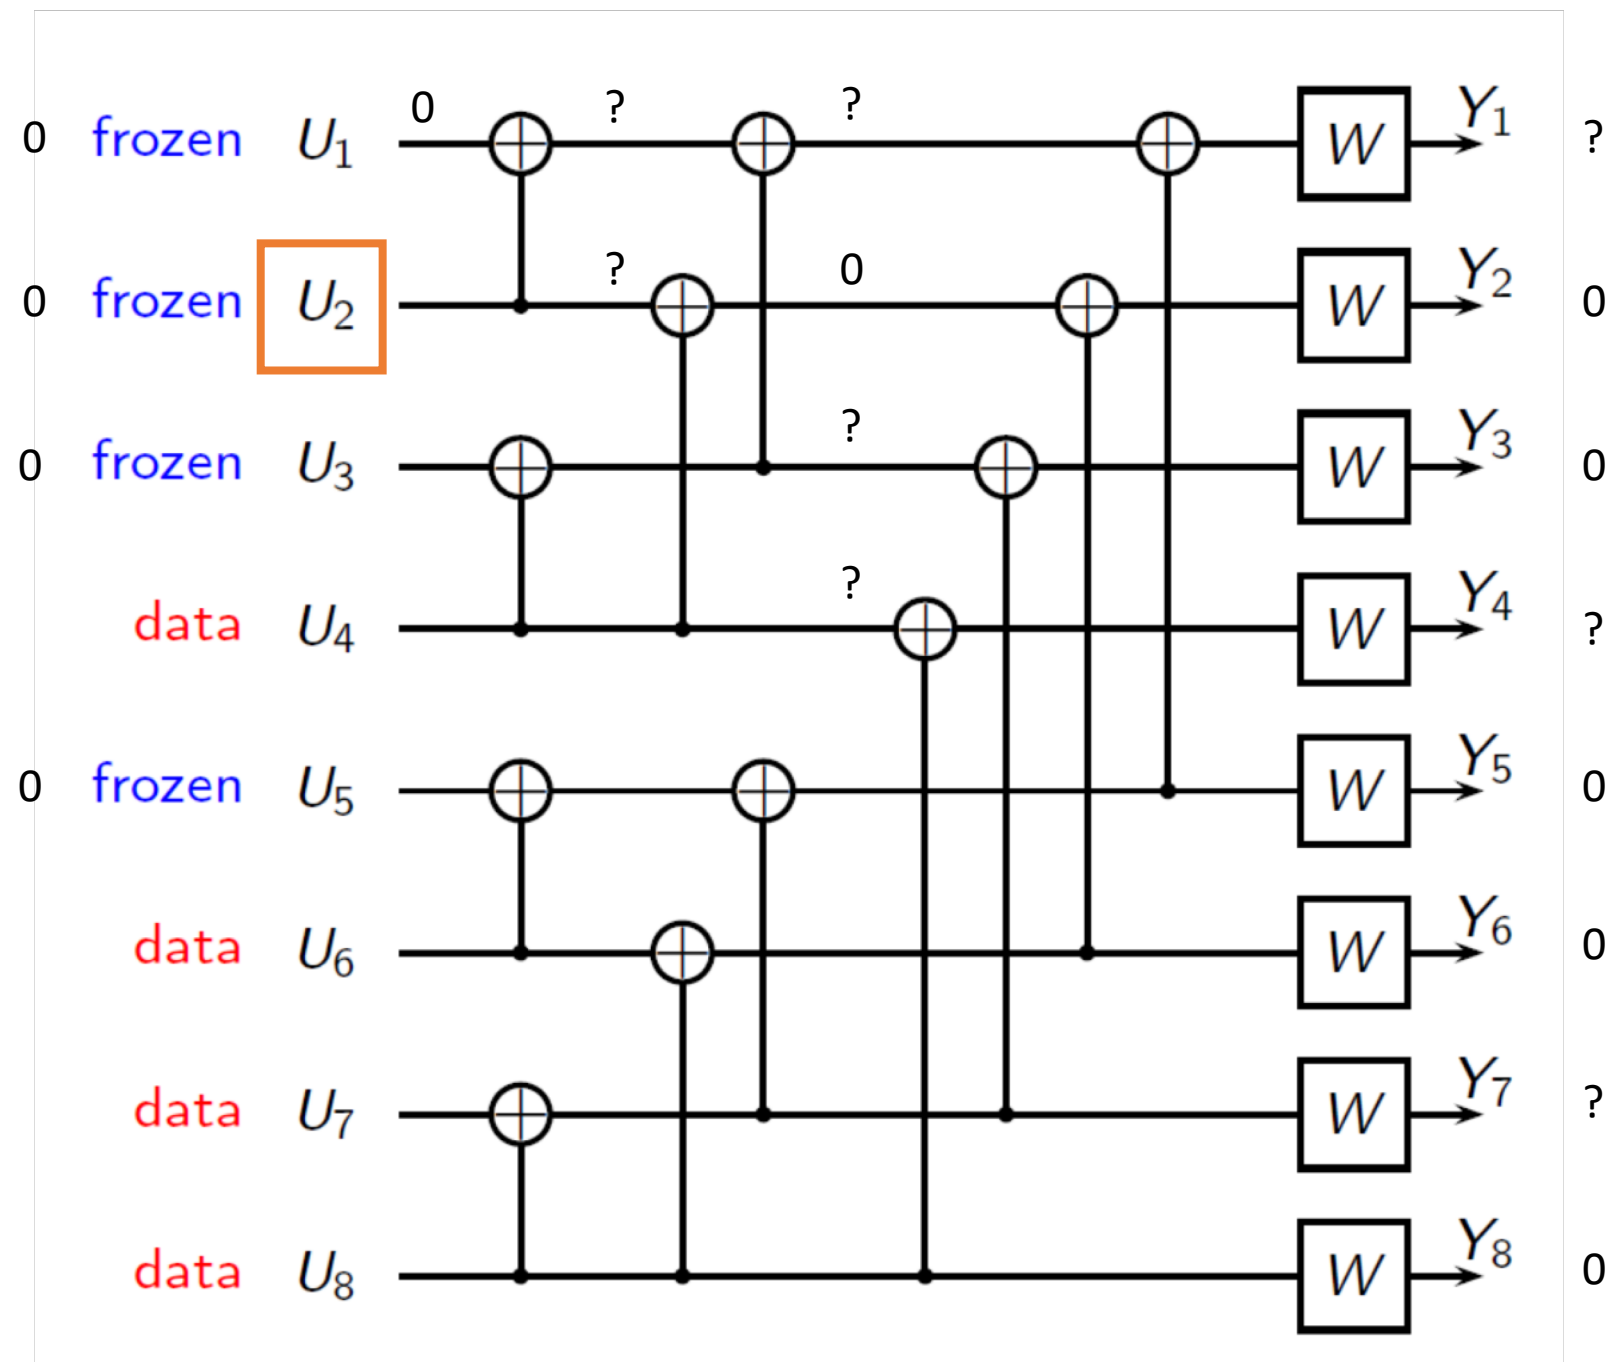 0 ? ? Y1
0 frozen U1 W ?
? 0 Y2
0 frozen U2 W 0
? Y3
0 frozen U3 W 0
? Y4
data U4 W ?
Y5
0 frozen U5 W 0
Y6
data U6 W 0
Y7
data U7 W ?
Y8
data U8 W 0